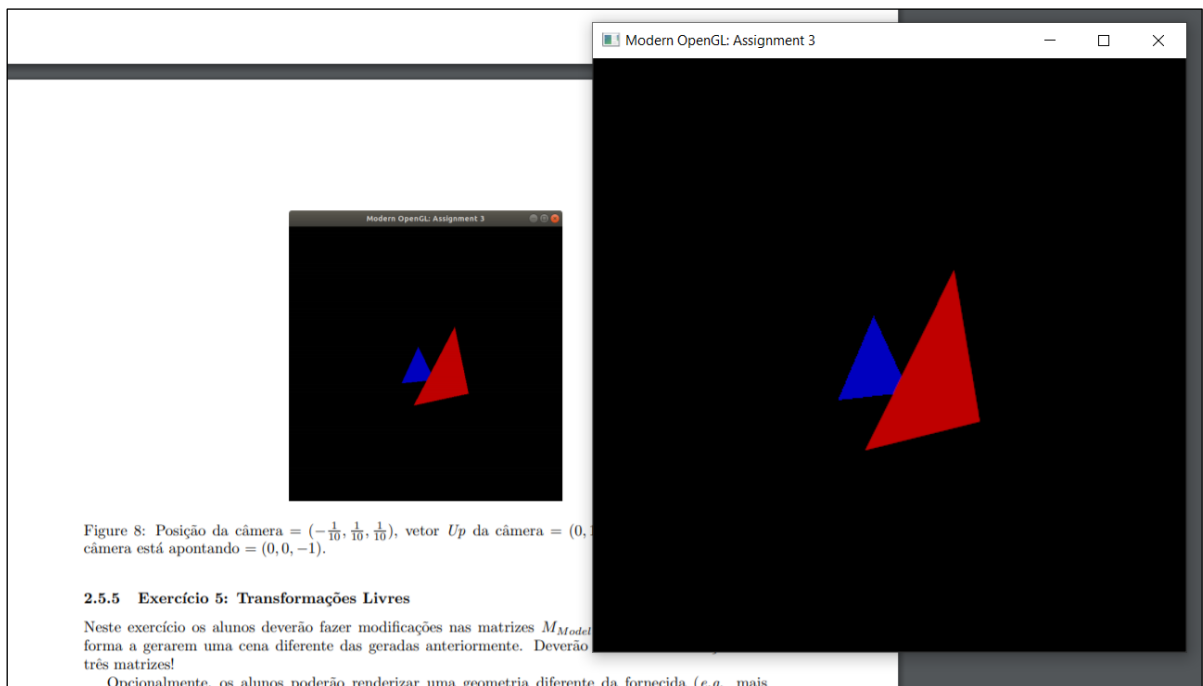 Modern OpenGL: Assignment 3
Modern OpenGL: Assignment 3
Figure 8: Posição da câmera = (−1/10, 1/10, 1/10), vetor Up da câmera = (0,
câmera está apontando = (0, 0, −1).
2.5.5 Exercício 5: Transformações Livres
Neste exercício os alunos deverão fazer modificações nas matrizes M_Model
forma a gerarem uma cena diferente das geradas anteriormente. Deverão
três matrizes!
Opcionalmente, os alunos poderão renderizar uma geometria diferente da fornecida (e.g., mais